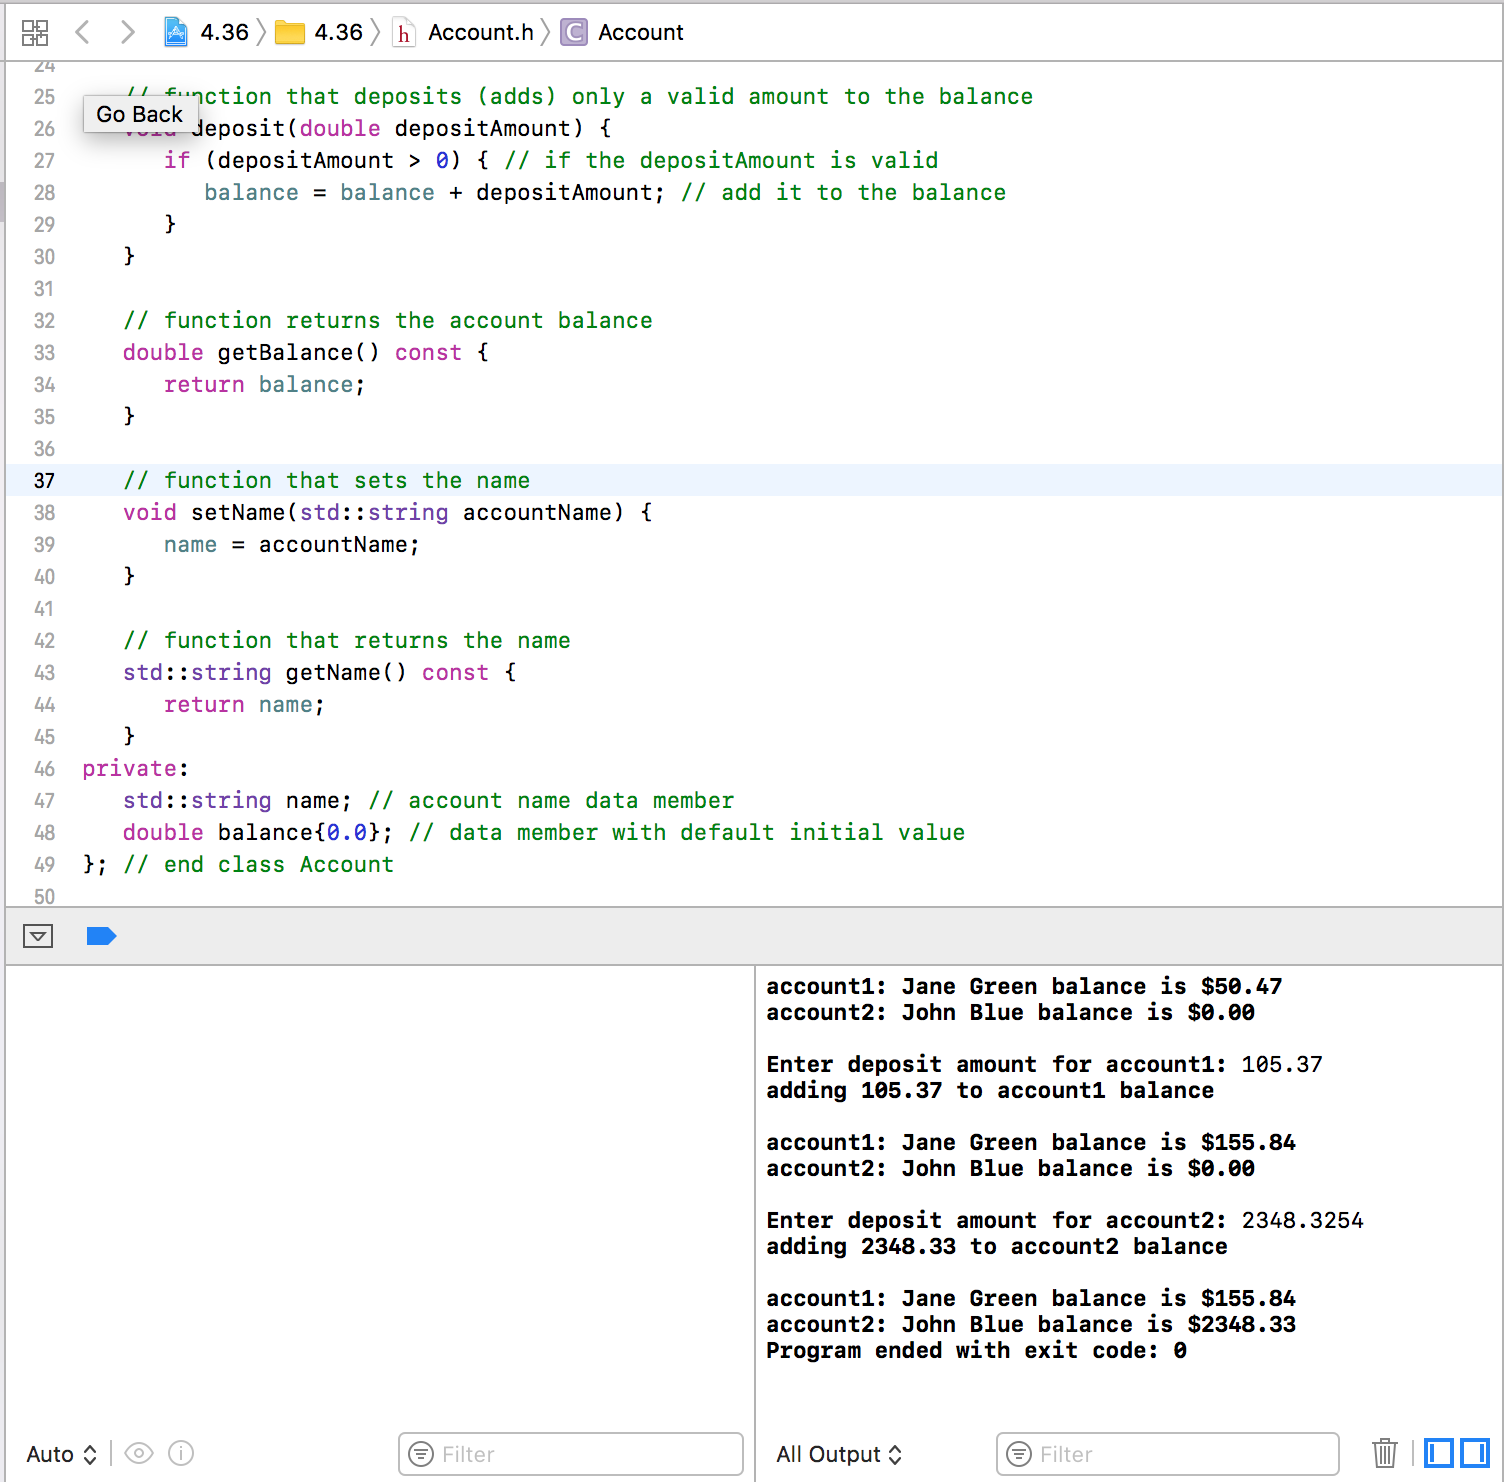 4.36 4.36 h Account.h C Account
24
25 // function that deposits (adds) only a valid amount to the balance
Go Back
26 void deposit(double depositAmount) {
27 if (depositAmount > 0) { // if the depositAmount is valid
28 balance = balance + depositAmount; // add it to the balance
29 }
30 }
31
32 // function returns the account balance
33 double getBalance() const {
34 return balance;
35 }
36
37 // function that sets the name
38 void setName(std::string accountName) {
39 name = accountName;
40 }
41
42 // function that returns the name
43 std::string getName() const {
44 return name;
45 }
46 private:
47 std::string name; // account name data member
48 double balance{0.0}; // data member with default initial value
49 }; // end class Account
50
account1: Jane Green balance is $50.47
account2: John Blue balance is $0.00
Enter deposit amount for account1: 105.37
adding 105.37 to account1 balance
account1: Jane Green balance is $155.84
account2: John Blue balance is $0.00
Enter deposit amount for account2: 2348.3254
adding 2348.33 to account2 balance
account1: Jane Green balance is $155.84
account2: John Blue balance is $2348.33
Program ended with exit code: 0
Auto Filter All Output Filter